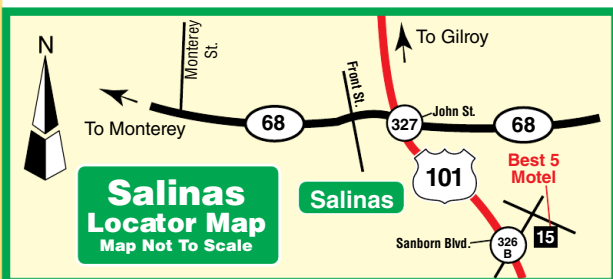 N
Monterey
St.
To Gilroy
Front St.
To Monterey
68
327
John St.
68
101
Best 5
Motel
Salinas
Locator Map
Map Not To Scale
Salinas
Sanborn Blvd.
326
B
15